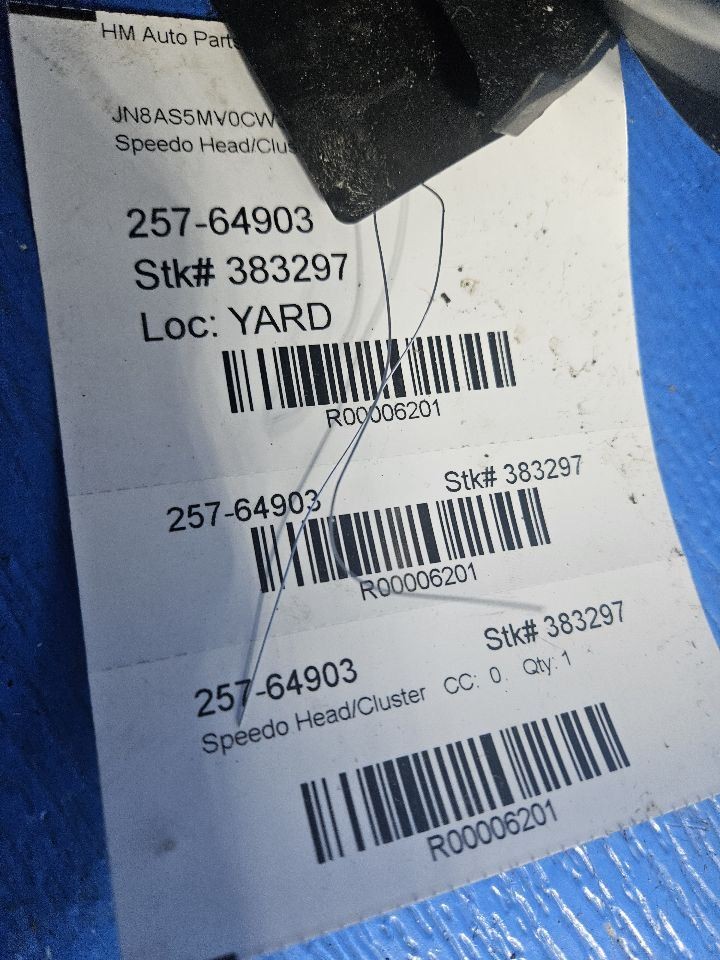 HM Auto Parts
JN8AS5MV0CW
Speedo Head/Clus
257-64903
Stk# 383297
Loc: YARD
R00006201
257-64903 Stk# 383297
R00006201
257-64903 Stk# 383297
Speedo Head/Cluster CC: 0 Qty: 1
R00006201